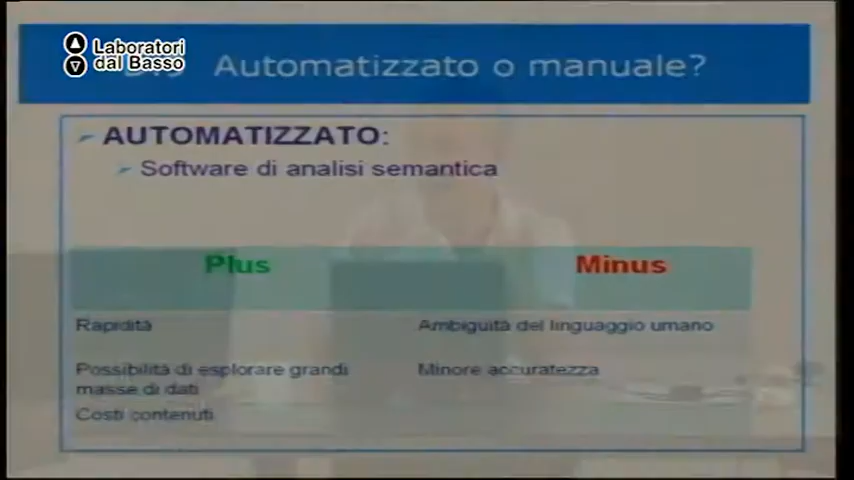 Laboratori
dal Basso
Automatizzato o manuale?
AUTOMATIZZATO:
Software di analisi semantica
Plus
Minus
Rapidità
Ambiguità del linguaggio umano
Possibilità di esplorare grandi
masse di dati
Minore accuratezza
Costi contenuti